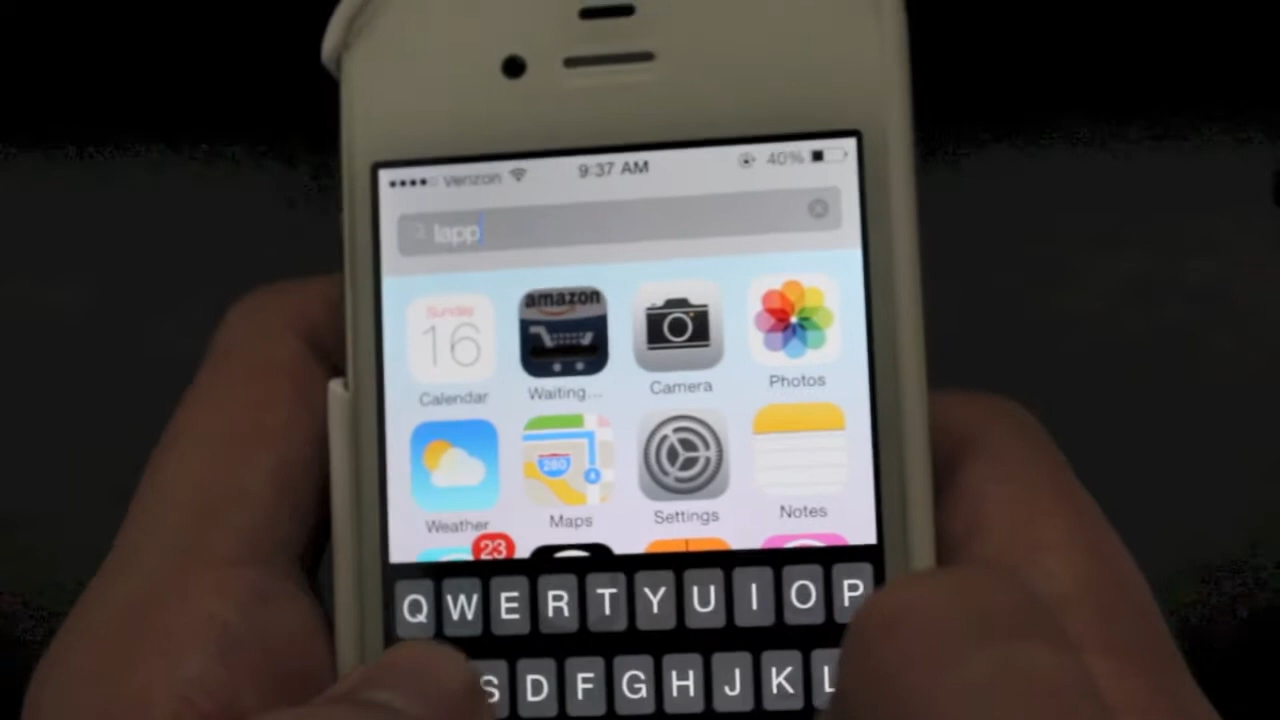 Verizon 9:37 AM 40%
lapp
Sunday
16
amazon
Calendar Waiting... Camera Photos
280
Weather Maps Settings Notes
23
Q W E R T Y U I O P
S D F G H J K L